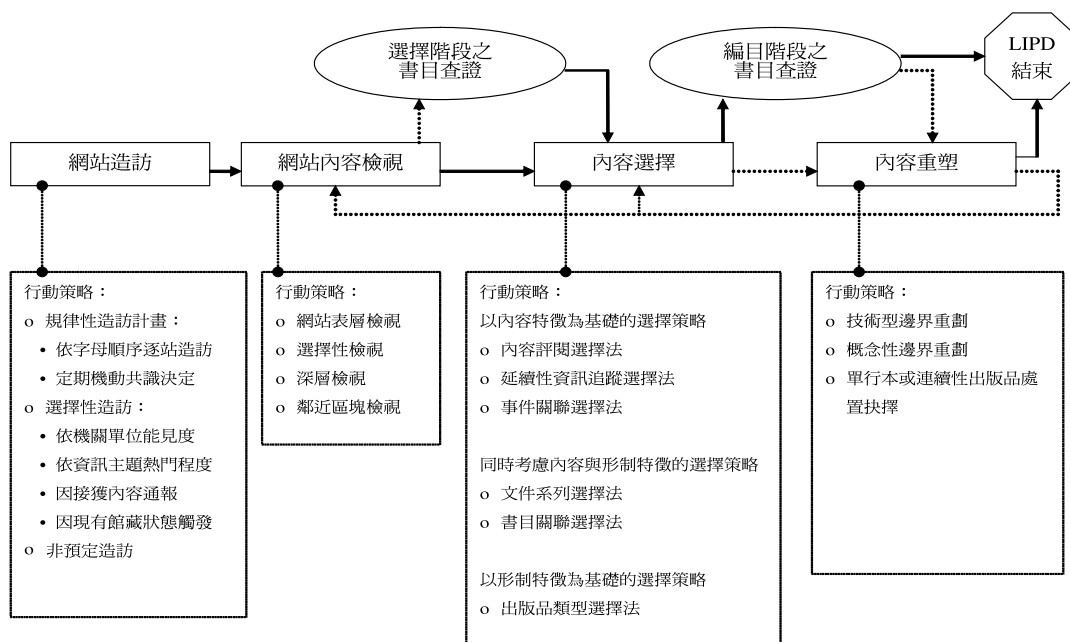 選擇階段之
書目查證
編目階段之
書目查證
LIPD
結束
網站造訪
網站內容檢視
內容選擇
內容重塑
行動策略：
o 規律性造訪計畫：
• 依字母順序逐站造訪
• 定期機動共識決定
o 選擇性造訪：
• 依機關單位能見度
• 依資訊主題熱門程度
• 因接獲內容通報
• 因現有館藏狀態觸發
o 非預定造訪
行動策略：
o 網站表層檢視
o 選擇性檢視
o 深層檢視
o 鄰近區塊檢視
行動策略：
以內容特徵為基礎的選擇策略
o 內容評閱選擇法
o 延續性資訊追蹤選擇法
o 事件關聯選擇法
同時考慮內容與形制特徵的選擇策略
o 文件系列選擇法
o 書目關聯選擇法
以形制特徵為基礎的選擇策略
o 出版品類型選擇法
行動策略：
o 技術型邊界重劃
o 概念性邊界重劃
o 單行本或連續性出版品處
置抉擇